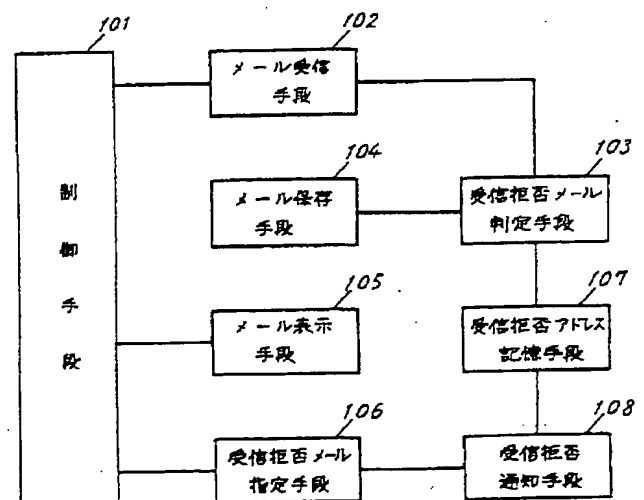 101
制御手段
102
メール受信
手段
103
受信拒否メール
判定手段
104
メール保存
手段
105
メール表示
手段
106
受信拒否メール
指定手段
107
受信拒否アドレス
記憶手段
108
受信拒否
通知手段